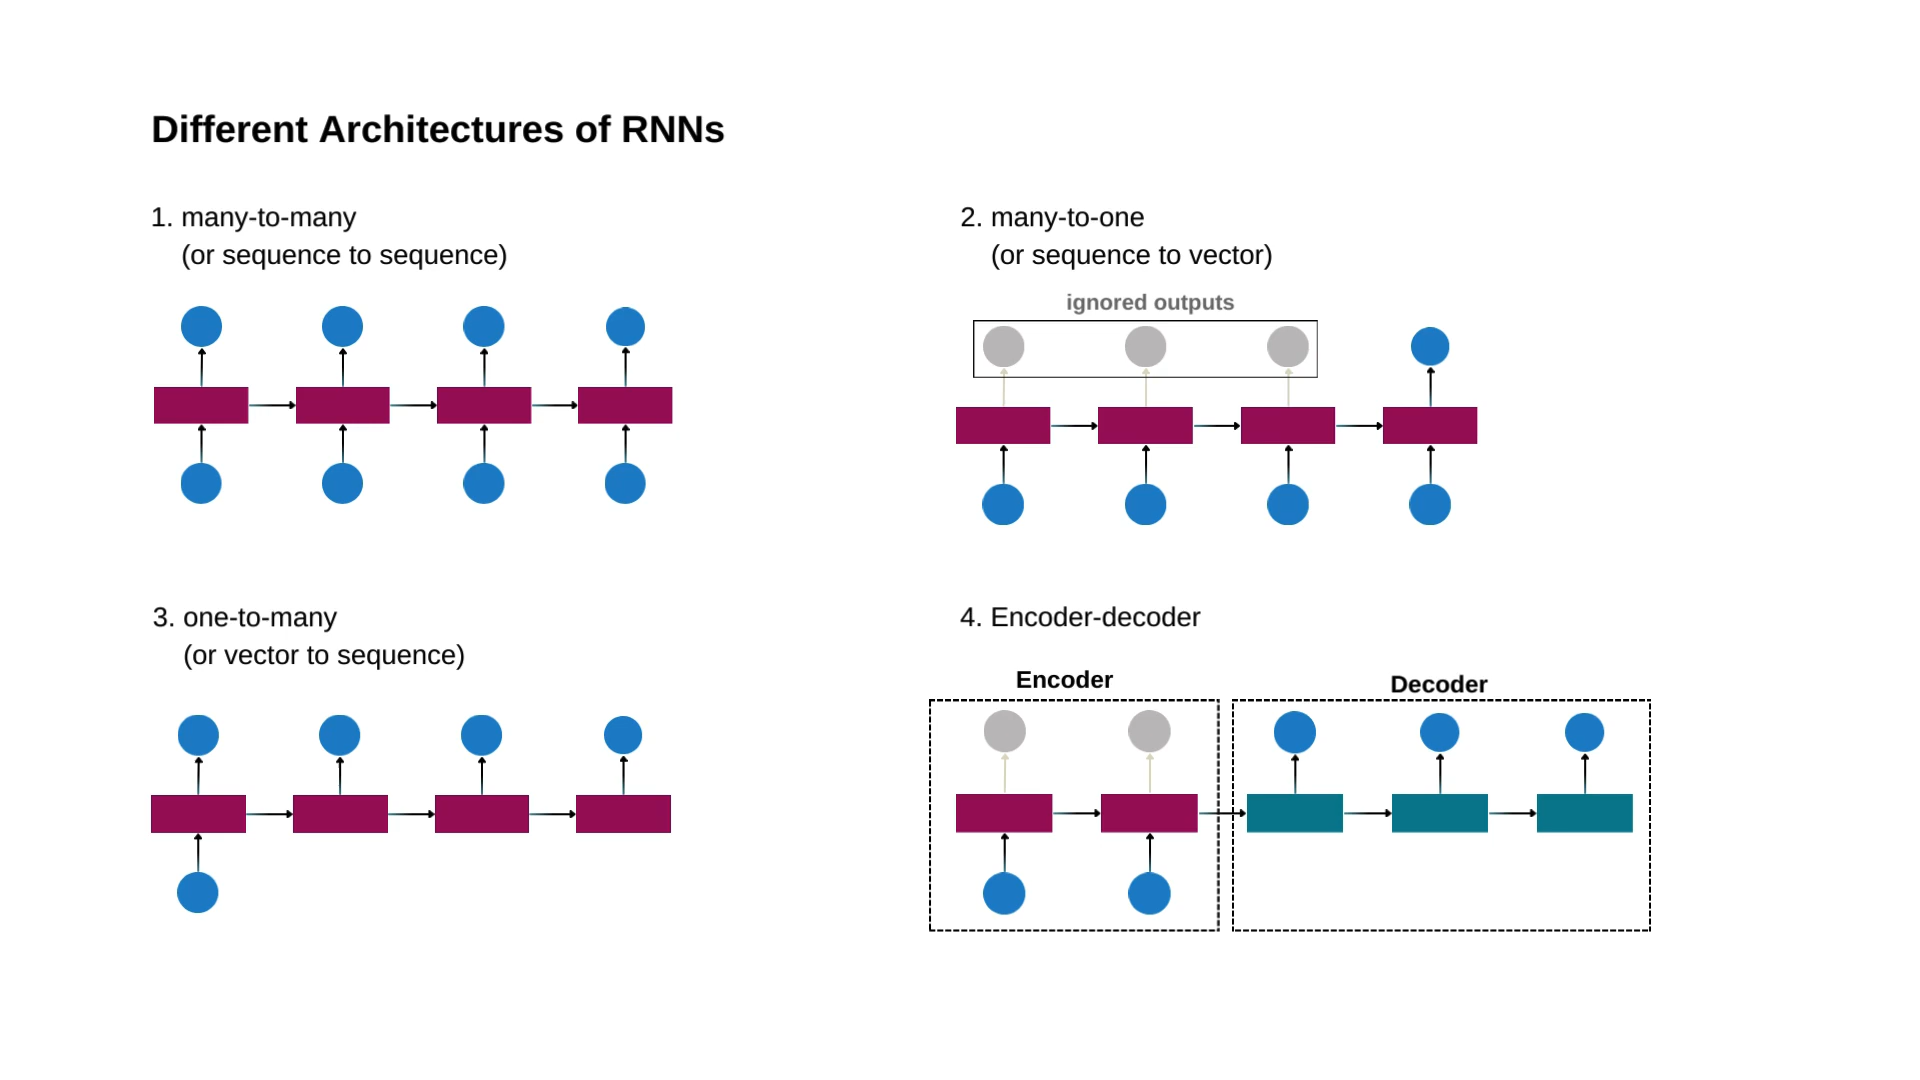 Different Architectures of RNNs
1. many-to-many
(or sequence to sequence)
2. many-to-one
(or sequence to vector)
ignored outputs
3. one-to-many
(or vector to sequence)
4. Encoder-decoder
Encoder
Decoder